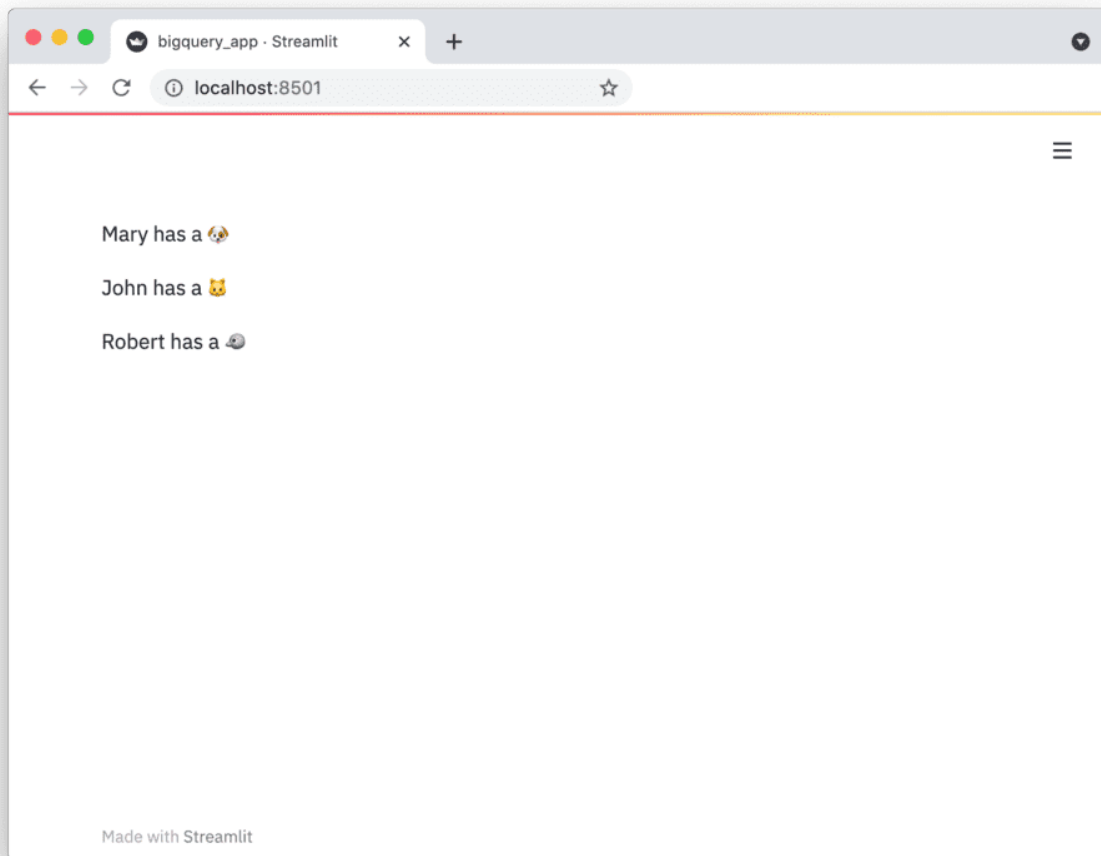 bigquery_app · Streamlit
localhost:8501
Mary has a 🐶
John has a 🐱
Robert has a 🐦
Made with Streamlit